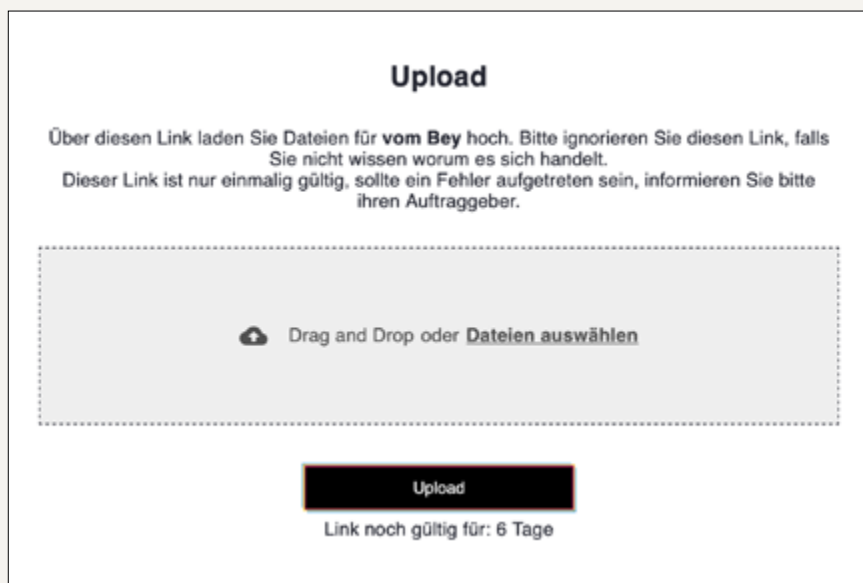 Upload
Über diesen Link laden Sie Dateien für vom Bey hoch. Bitte ignorieren Sie diesen Link, falls
Sie nicht wissen worum es sich handelt.
Dieser Link ist nur einmalig gültig, sollte ein Fehler aufgetreten sein, informieren Sie bitte
ihren Auftraggeber.
Drag and Drop oder Dateien auswählen
Upload
Link noch gültig für: 6 Tage